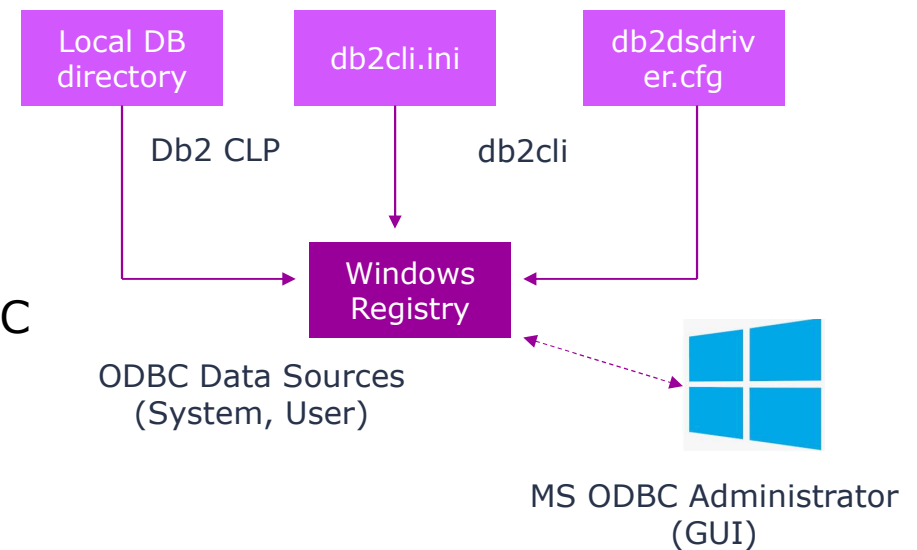 Local DB
directory
db2cli.ini
db2dsdriv
er.cfg
Db2 CLP
db2cli
Windows
Registry
C
ODBC Data Sources
(System, User)
MS ODBC Administrator
(GUI)